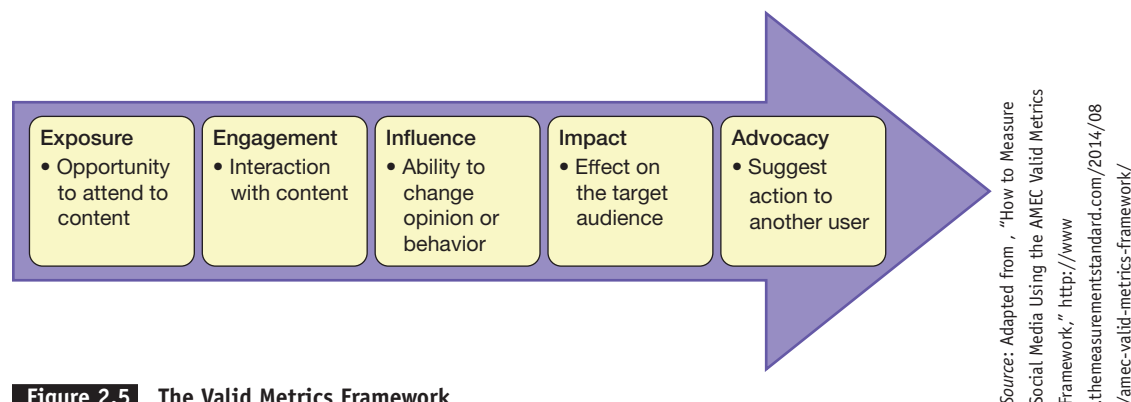 Exposure
• Opportunity
to attend to
content
Engagement
• Interaction
with content
Influence
• Ability to
change
opinion or
behavior
Impact
• Effect on
the target
audience
Advocacy
• Suggest
action to
another user
Source: Adapted from , "How to Measure
Social Media Using the AMEC Valid Metrics
Framework," http://www
.themeasurementstandard.com/2014/08
/amec-valid-metrics-framework/
Figure 2.5 The Valid Metrics Framework